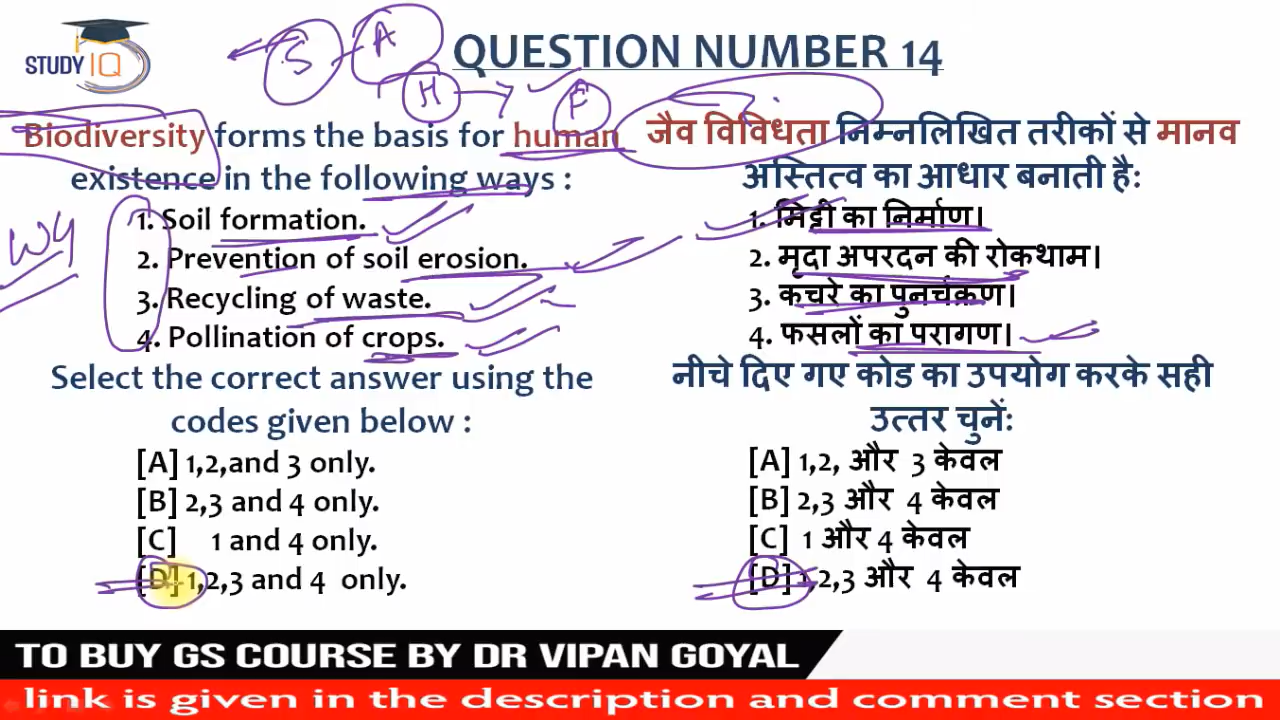 STUDY IQ
S A
H F
QUESTION NUMBER 14
Biodiversity forms the basis for human
existence in the following ways :
1. Soil formation.
2. Prevention of soil erosion.
3. Recycling of waste.
4. Pollination of crops.
Select the correct answer using the
codes given below :
[A] 1,2,and 3 only.
[B] 2,3 and 4 only.
[C] 1 and 4 only.
[D] 1,2,3 and 4 only.
जैव विविधता निम्नलिखित तरीकों से मानव
अस्तित्व का आधार बनाती है:
1. मिट्टी का निर्माण।
2. मृदा अपरदन की रोकथाम।
3. कचरे का पुनर्चक्रण।
4. फसलों का परागण।
नीचे दिए गए कोड का उपयोग करके सही
उत्तर चुनें:
[A] 1,2, और 3 केवल
[B] 2,3 और 4 केवल
[C] 1 और 4 केवल
[D] 1,2,3 और 4 केवल
TO BUY GS COURSE BY DR VIPAN GOYAL
link is given in the description and comment section